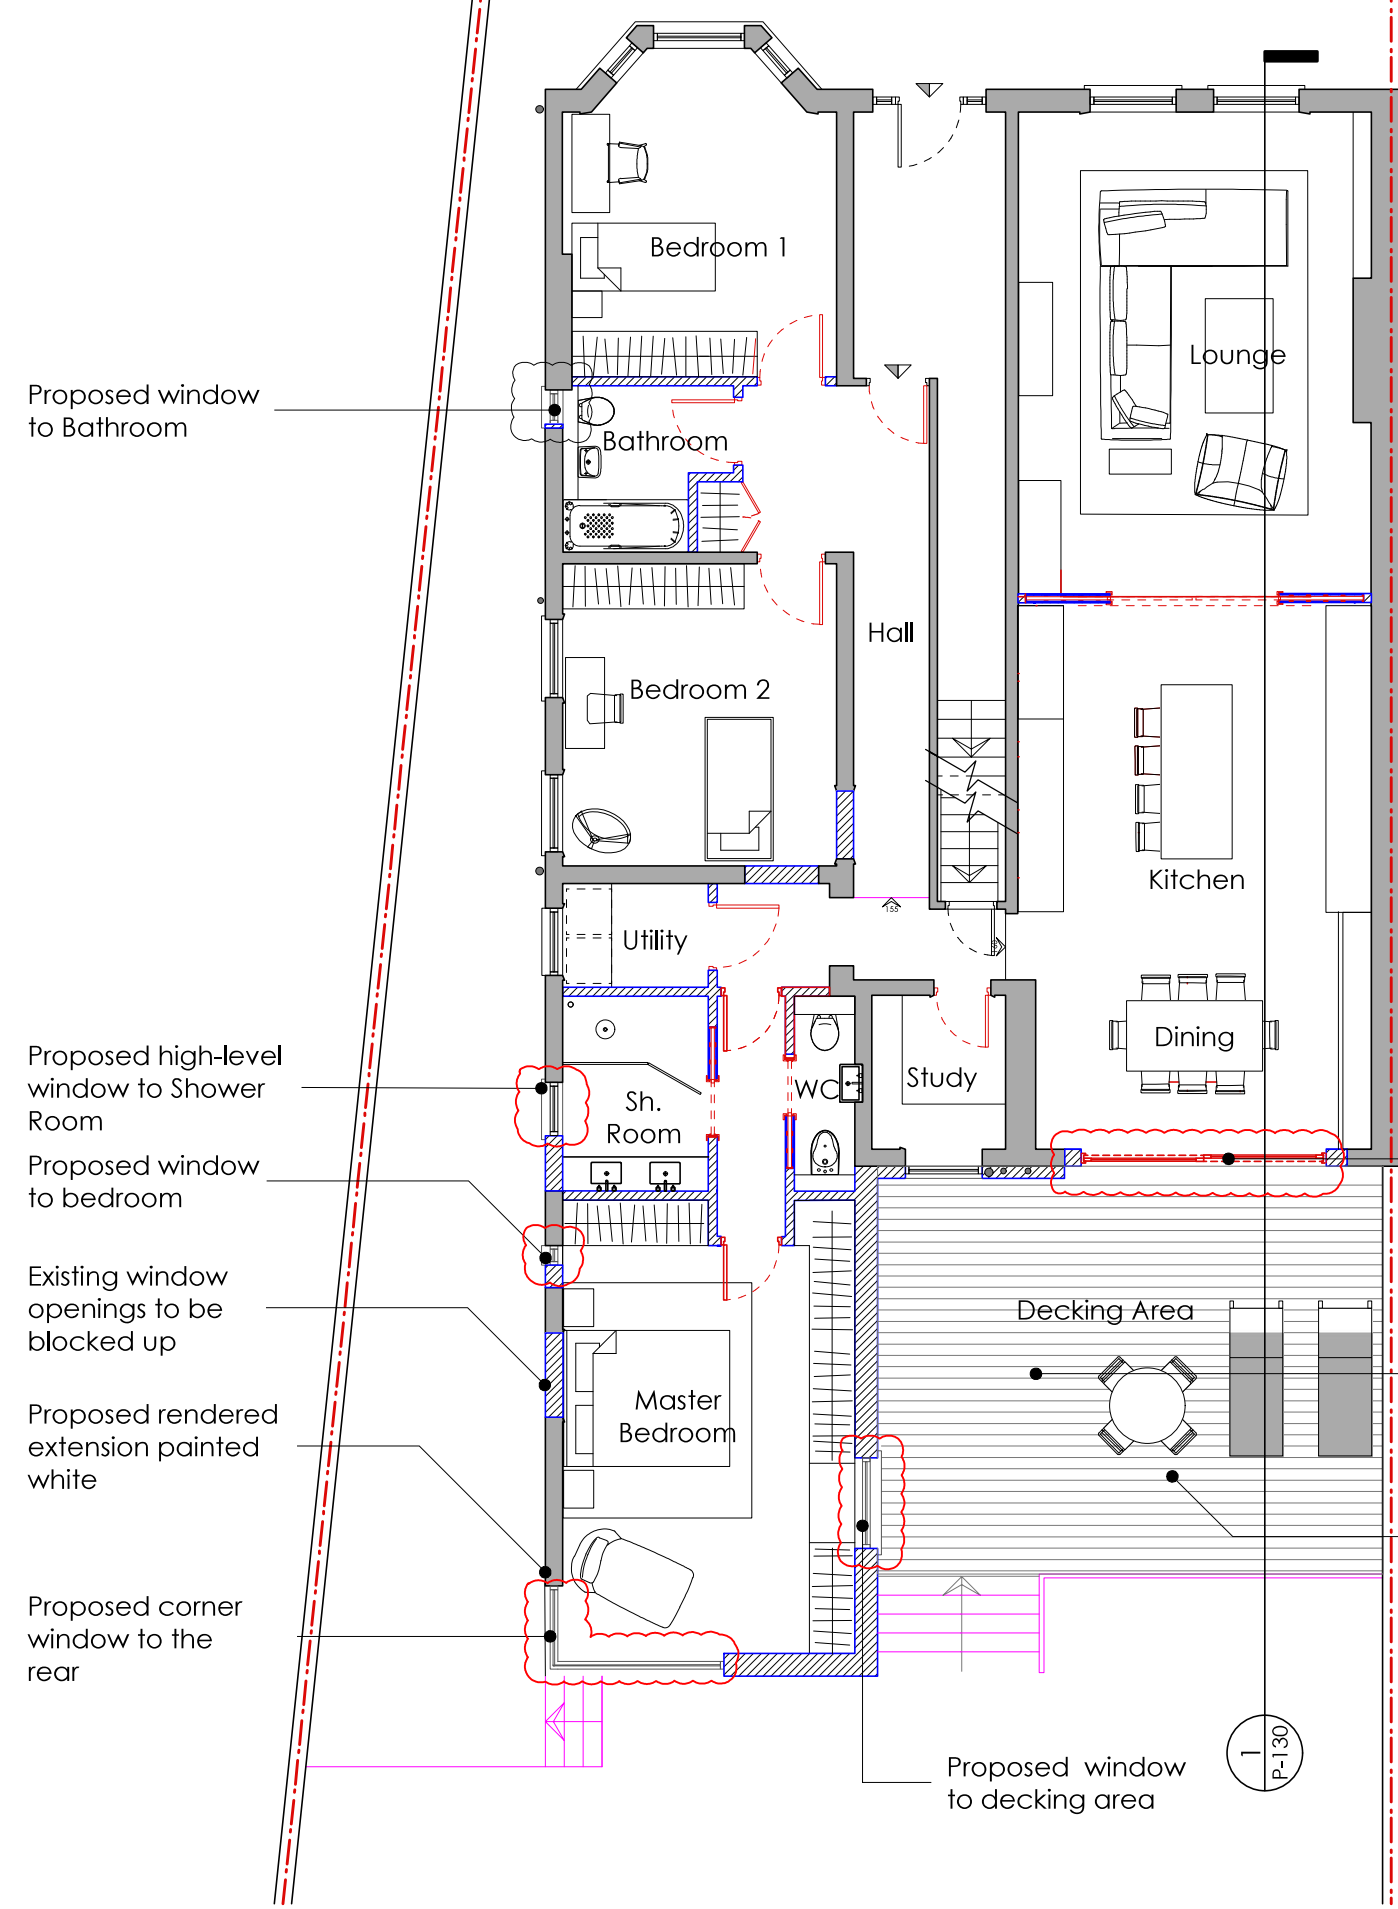 Bedroom 1
Lounge
Proposed window
to Bathroom
Bathroom
Hall
Bedroom 2
Kitchen
155
Utility
Dining
Proposed high-level
window to Shower
Room
Sh.
Room
WC
Study
Proposed window
to bedroom
Existing window
openings to be
blocked up
Decking Area
Master
Bedroom
Proposed rendered
extension painted
white
Proposed corner
window to the
rear
Proposed window
to decking area
1
P-130